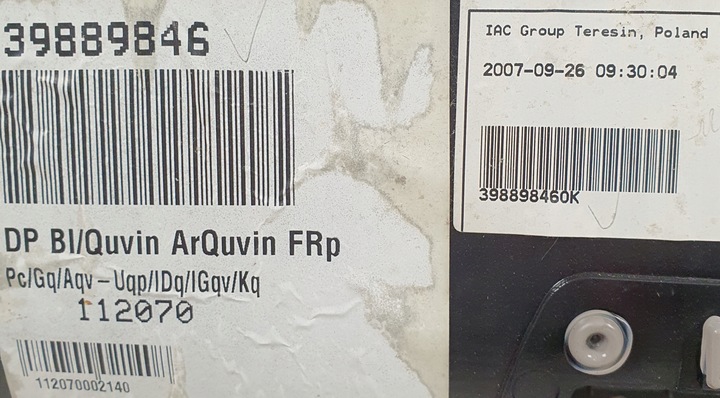 39889846
DP BI/Quvin ArQuvin FRp
Pc/Gq/Aqv – Uqp/IDq/IGqv/Kq
112070
112070002140
IAC Group Teresin, Poland
2007-09-26 09:30:04
398898460K